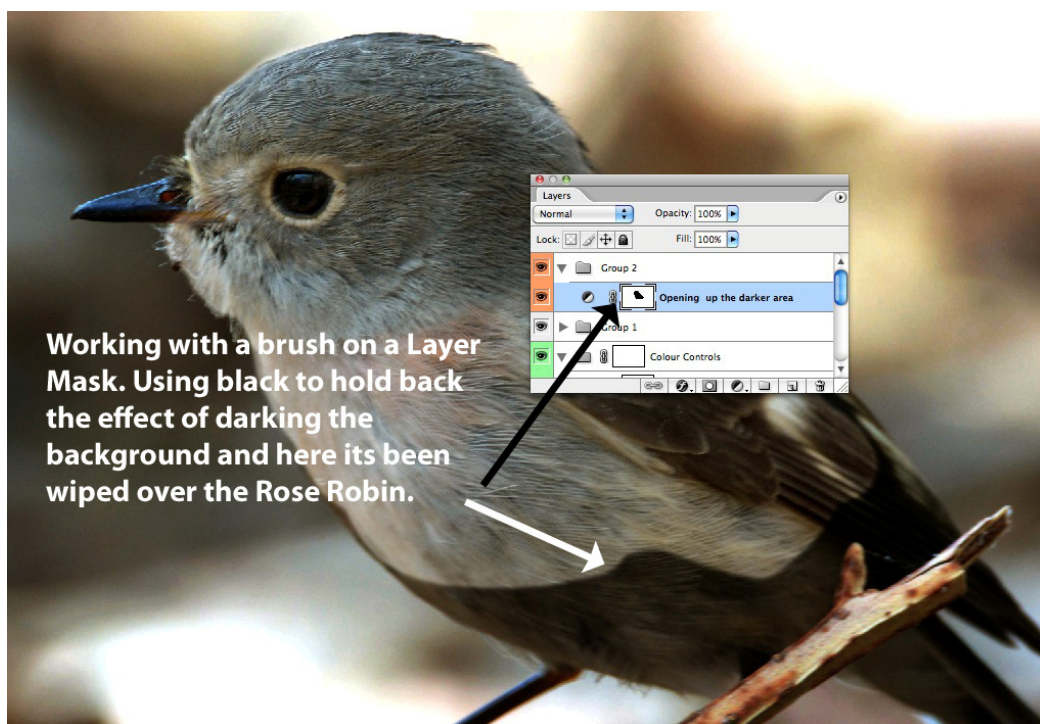 Layers
Normal
Opacity: 100%
Lock:
Fill: 100%
Group 2
Opening up the darker area
Group 1
Colour Controls
Working with a brush on a Layer
Mask. Using black to hold back
the effect of darking the
background and here its been
wiped over the Rose Robin.